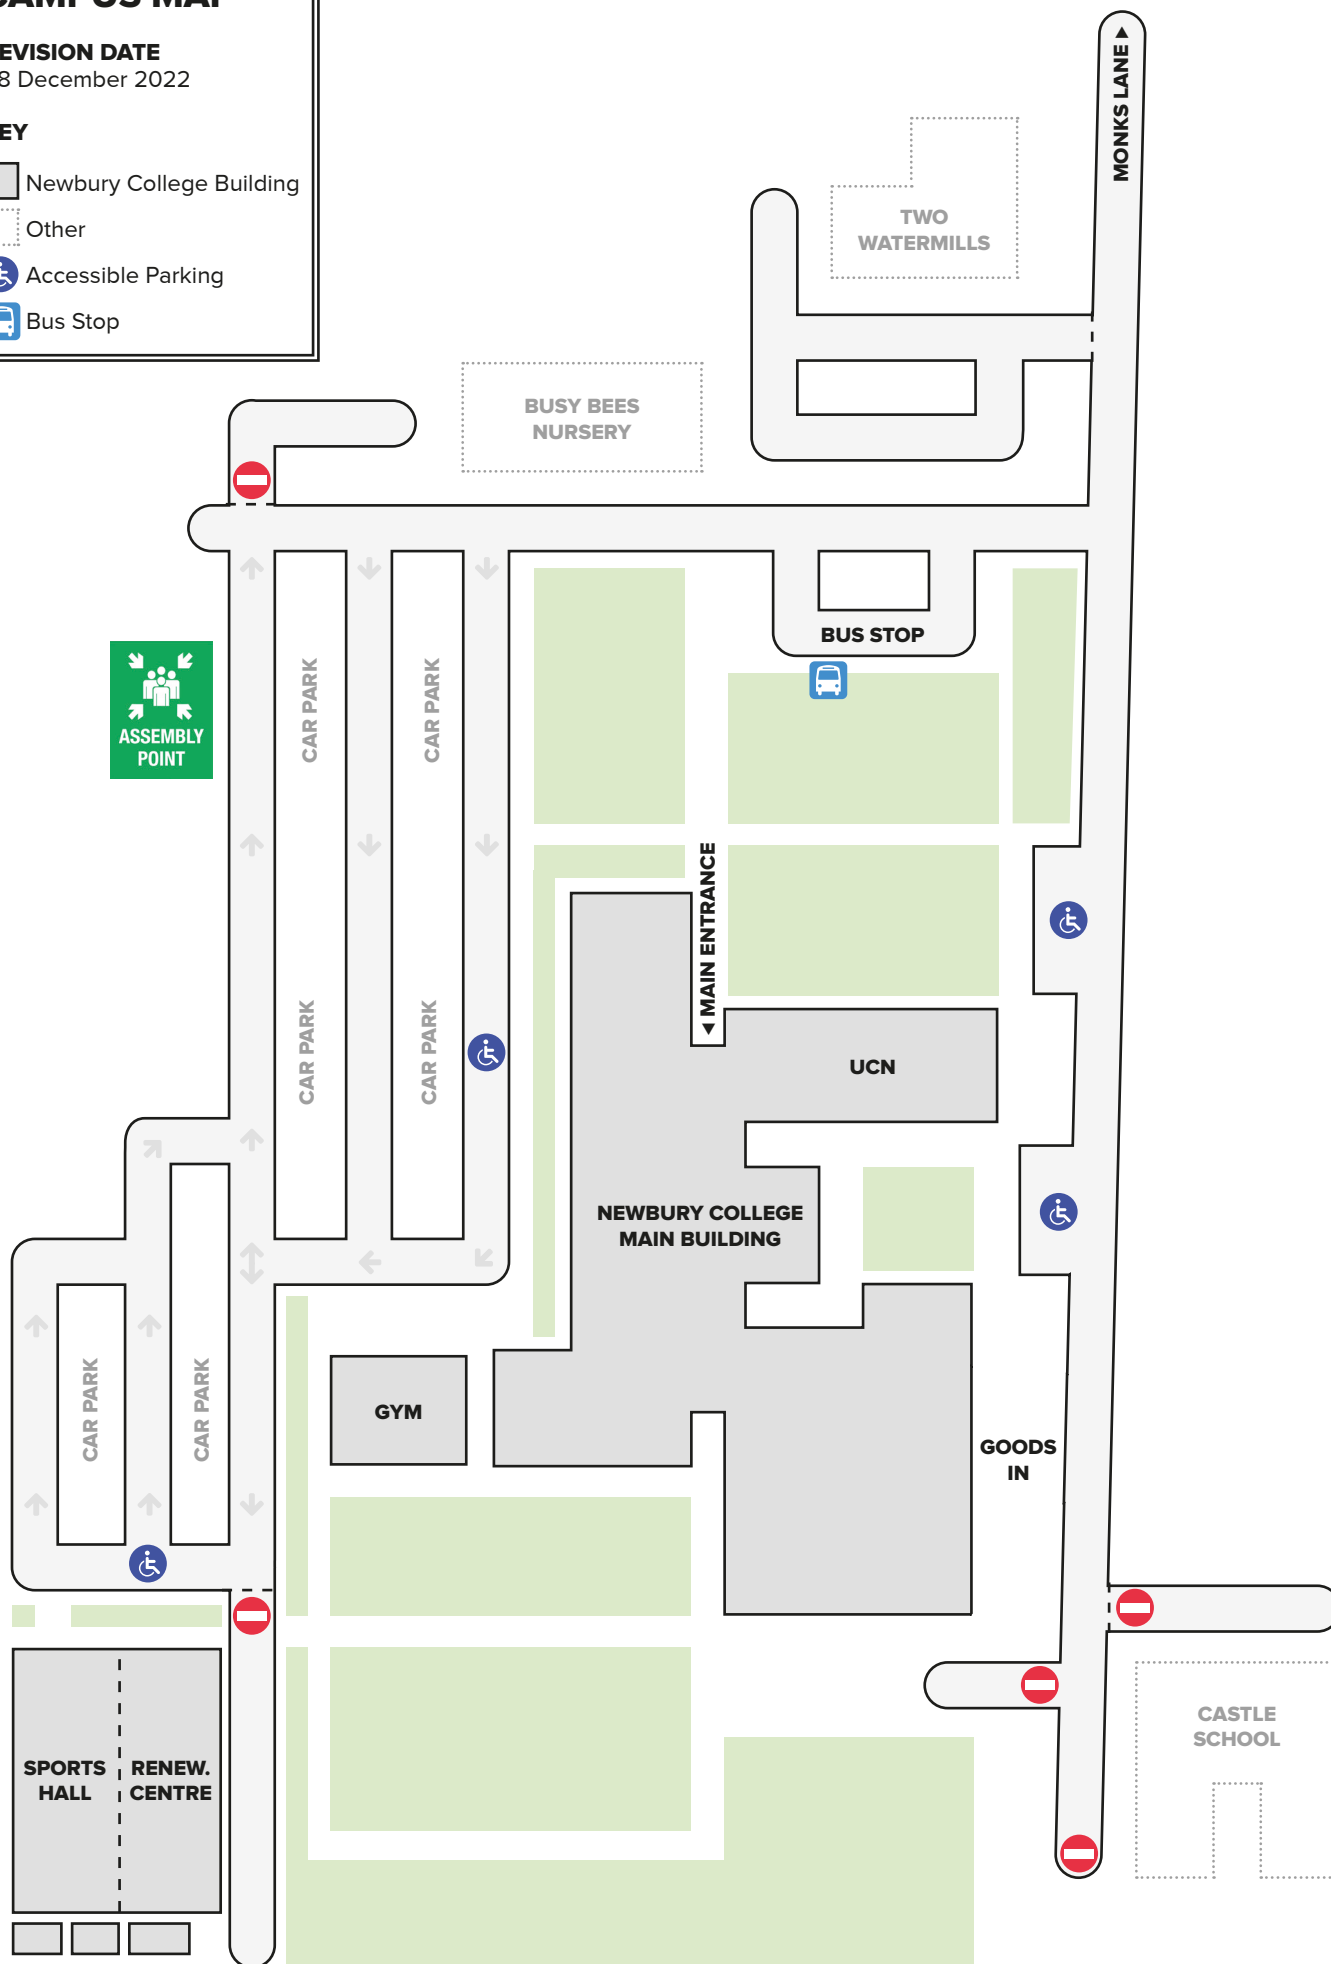 CAMPUS MAP
EVISION DATE
8 December 2022
EY
Newbury College Building
Other
Accessible Parking
Bus Stop
MONKS LANE ▲
TWO
WATERMILLS
BUSY BEES
NURSERY
BUS STOP
ASSEMBLY
POINT
CAR PARK
CAR PARK
◀ MAIN ENTRANCE
CAR PARK
CAR PARK
UCN
NEWBURY COLLEGE
MAIN BUILDING
CAR PARK
CAR PARK
GYM
GOODS
IN
CASTLE
SCHOOL
SPORTS
HALL
RENEW.
CENTRE